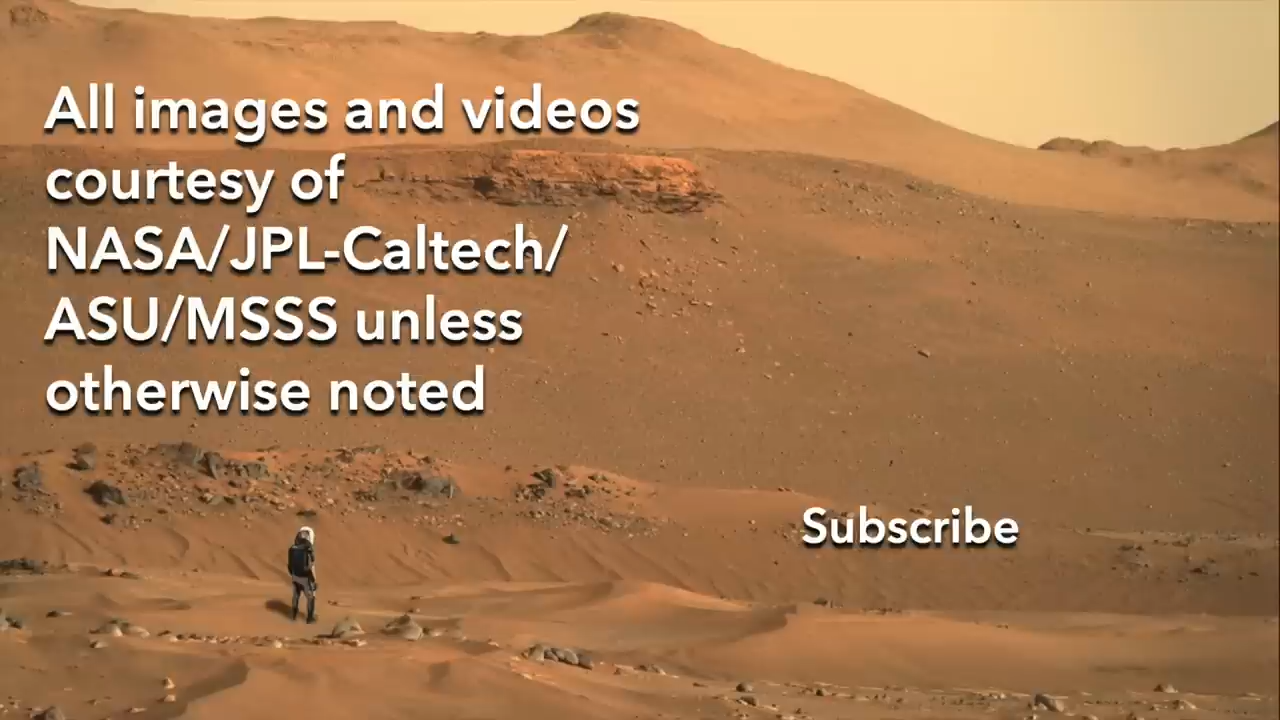 All images and videos
courtesy of
NASA/JPL-Caltech/
ASU/MSSS unless
otherwise noted
Subscribe